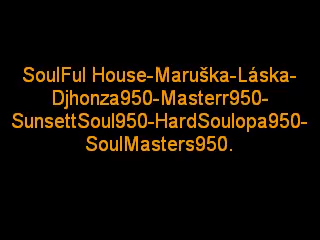 SoulFul House-Maruška-Láska-
Djhonza950-Masterr950-
SunsettSoul950-HardSoulopa950-
SoulMasters950.